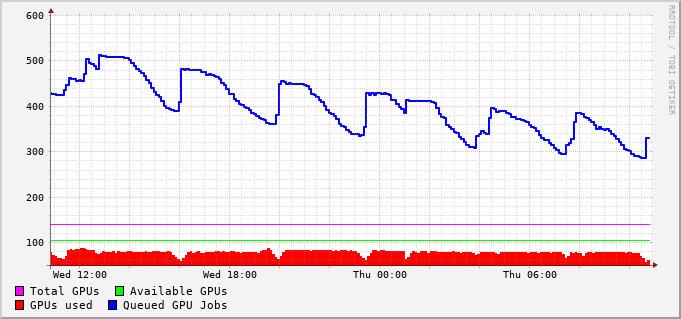 600
500
400
300
200
100
Wed 12:00 Wed 18:00 Thu 00:00 Thu 06:00
Total GPUs Available GPUs
GPUs used Queued GPU Jobs
RRDTOOL / TOBI OETIKER